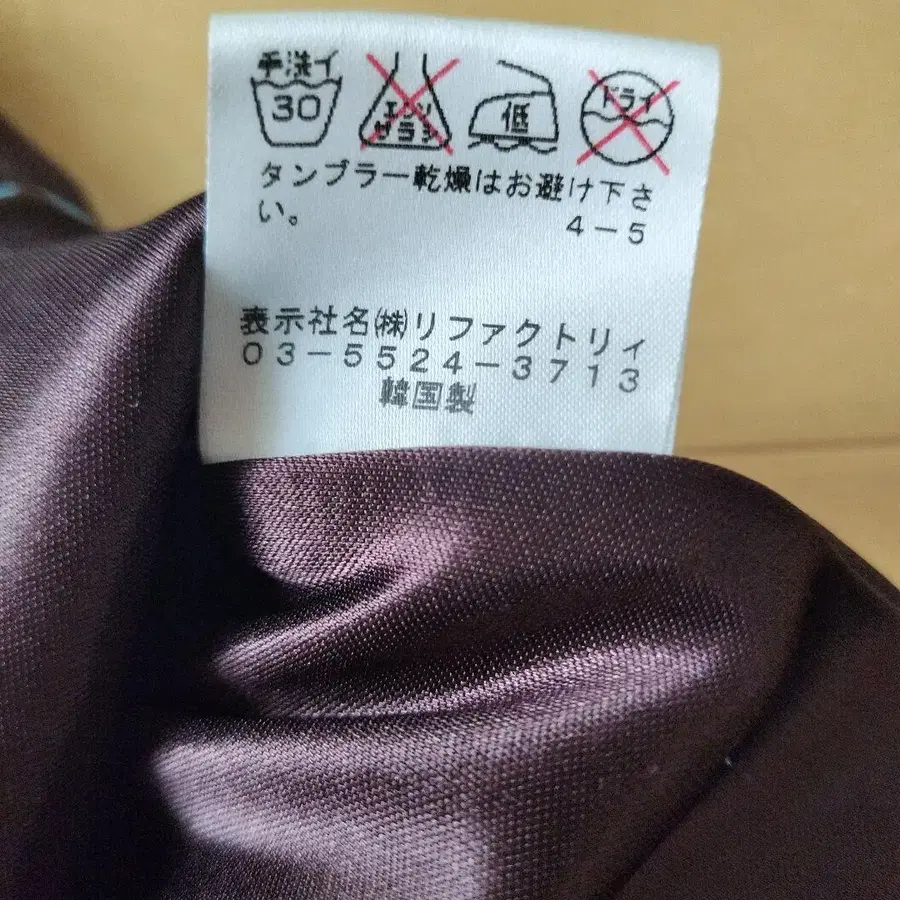 手洗イ
30
エンソ
サラシ
低
ドライ
タンブラー乾燥はお避け下さ
い。
4-5
表示社名㈱リファクトリィ
03-5524-3713
韓国製